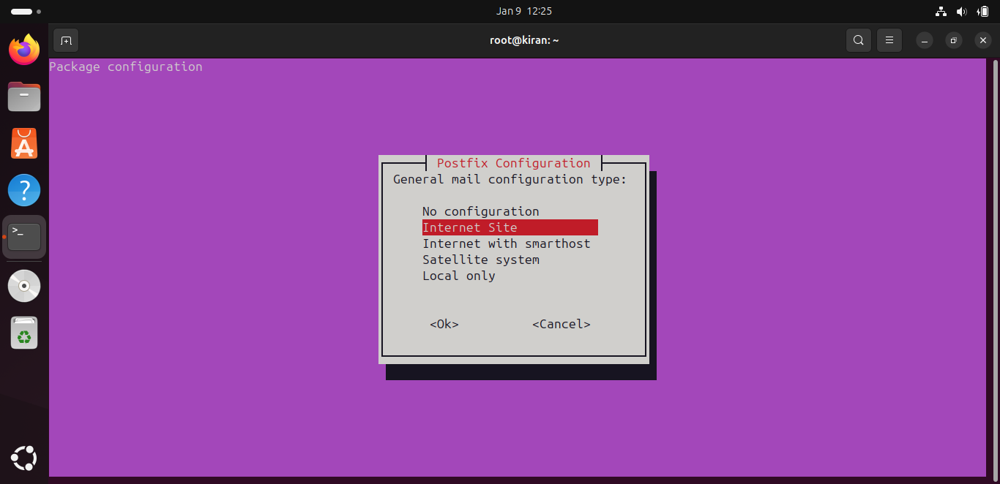 Jan 9 12:25
root@kiran: ~
Package configuration
Postfix Configuration
General mail configuration type:
No configuration
Internet Site
Internet with smarthost
Satellite system
Local only
<Ok> <Cancel>